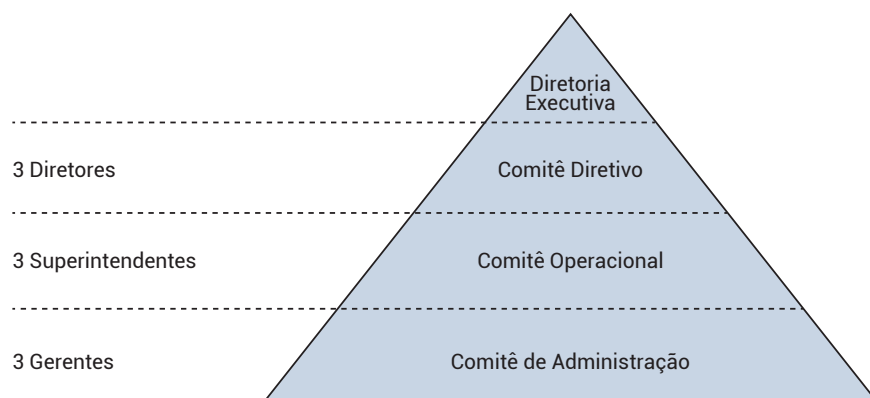 Diretoria
Executiva
3 Diretores
Comitê Diretivo
3 Superintendentes
Comitê Operacional
3 Gerentes
Comitê de Administração